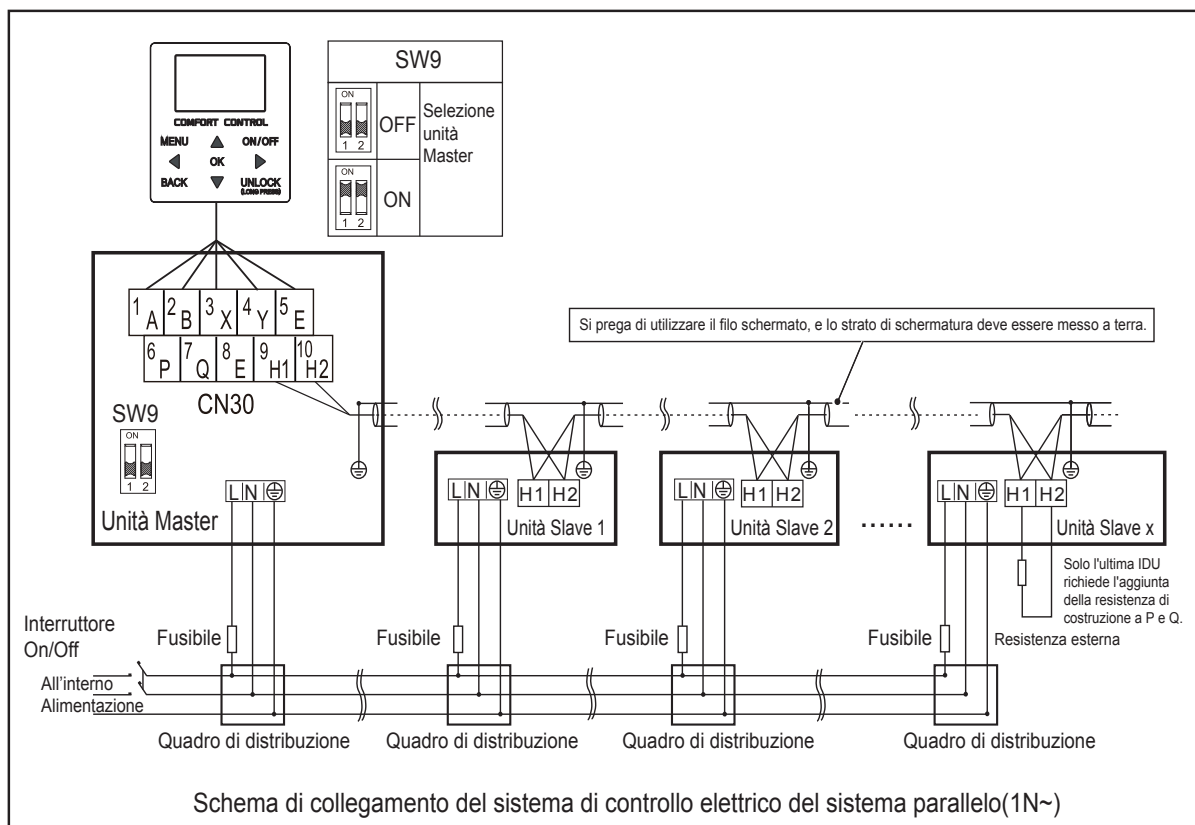 COMFORT CONTROL
MENU
ON/OFF
OK
BACK
UNLOCK
(LONG PRESS)
SW9
ON
1 2
OFF
ON
1 2
ON
Selezione
unità
Master
1 A 2 B 3 X 4 Y 5 E
6 P 7 Q 8 E 9 H1 10 H2
CN30
SW9
ON
1 2
L N
Unità Master
Si prega di utilizzare il filo schermato, e lo strato di schermatura deve essere messo a terra.
L N
H1 H2
Unità Slave 1
L N
H1 H2
Unità Slave 2
......
L N
H1 H2
Unità Slave x
Solo l'ultima IDU
richiede l'aggiunta
della resistenza di
costruzione a P e Q.
Resistenza esterna
Interruttore
On/Off
Fusibile
Fusibile
Fusibile
Fusibile
All'interno
Alimentazione
Quadro di distribuzione
Quadro di distribuzione
Quadro di distribuzione
Quadro di distribuzione
Schema di collegamento del sistema di controllo elettrico del sistema parallelo(1N~)